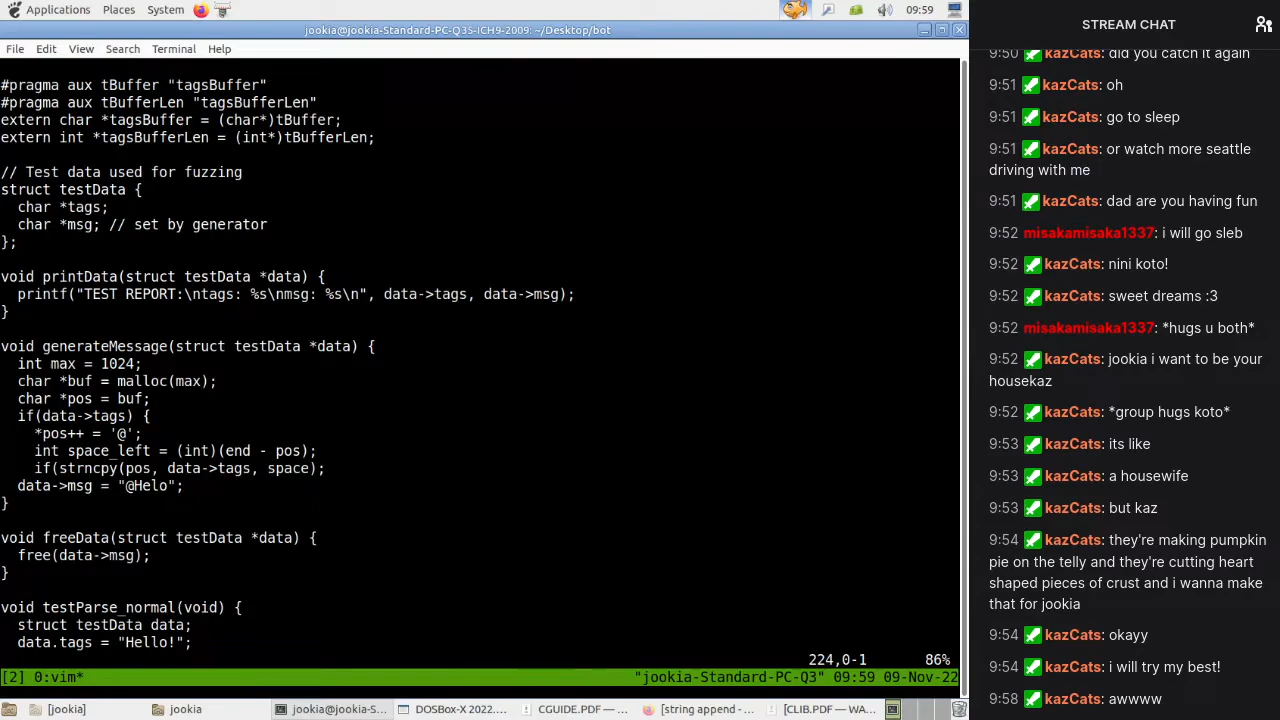 Applications Places System 09:59
jookia@jookia-Standard-PC-Q35-ICH9-2009: ~/Desktop/bot
File Edit View Search Terminal Help
#pragma aux tBuffer "tagsBuffer"
#pragma aux tBufferLen "tagsBufferLen"
extern char *tagsBuffer = (char*)tBuffer;
extern int *tagsBufferLen = (int*)tBufferLen;
// Test data used for fuzzing
struct testData {
char *tags;
char *msg; // set by generator
};
void printData(struct testData *data) {
printf("TEST REPORT:\ntags: %s\nmsg: %s\n", data->tags, data->msg);
}
void generateMessage(struct testData *data) {
int max = 1024;
char *buf = malloc(max);
char *pos = buf;
if(data->tags) {
*pos++ = '@';
int space_left = (int)(end - pos);
if(strncpy(pos, data->tags, space);
data->msg = "@Helo";
}
void freeData(struct testData *data) {
free(data->msg);
}
void testParse_normal(void) {
struct testData data;
data.tags = "Hello!";
224,0-1 86%
[2] 0:vim* "jookia-Standard-PC-Q3" 09:59 09-Nov-22
[jookia] jookia jookia@jookia-S... DOSBox-X 2022.... CGUIDE.PDF — ... [string append - ... [CLIB.PDF — WA...
STREAM CHAT
9:50 kazCats: did you catch it again
9:51 kazCats: oh
9:51 kazCats: go to sleep
9:51 kazCats: or watch more seattle
driving with me
9:51 kazCats: dad are you having fun
9:52 misakamisaka1337: i will go sleb
9:52 kazCats: nini koto!
9:52 kazCats: sweet dreams :3
9:52 misakamisaka1337: *hugs u both*
9:52 kazCats: jookia i want to be your
housekaz
9:52 kazCats: *group hugs koto*
9:53 kazCats: its like
9:53 kazCats: a housewife
9:53 kazCats: but kaz
9:54 kazCats: they're making pumpkin
pie on the telly and they're cutting heart
shaped pieces of crust and i wanna make
that for jookia
9:54 kazCats: okayy
9:54 kazCats: i will try my best!
9:58 kazCats: awwww